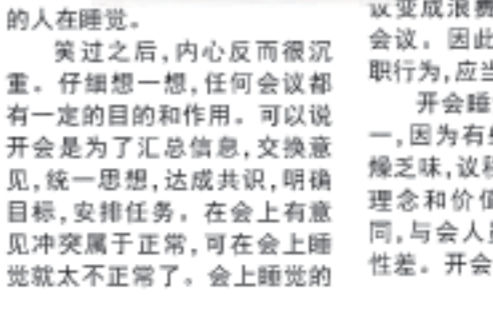 的人在睡觉。
笑过之后,内心反而很沉
重。仔细想一想,任何会议都
有一定的目的和作用。可以说
开会是为了汇总信息,交换意
见,统一思想,达成共识,明确
目标,安排任务。在会上有意
见冲突属于正常,可在会上睡
觉就太不正常了。会上睡觉的
议变成浪费
会议。因此
职行为,应当
开会睡
一,因为有
燥乏味,议程
理念和价值
同,与会人
性差。开会